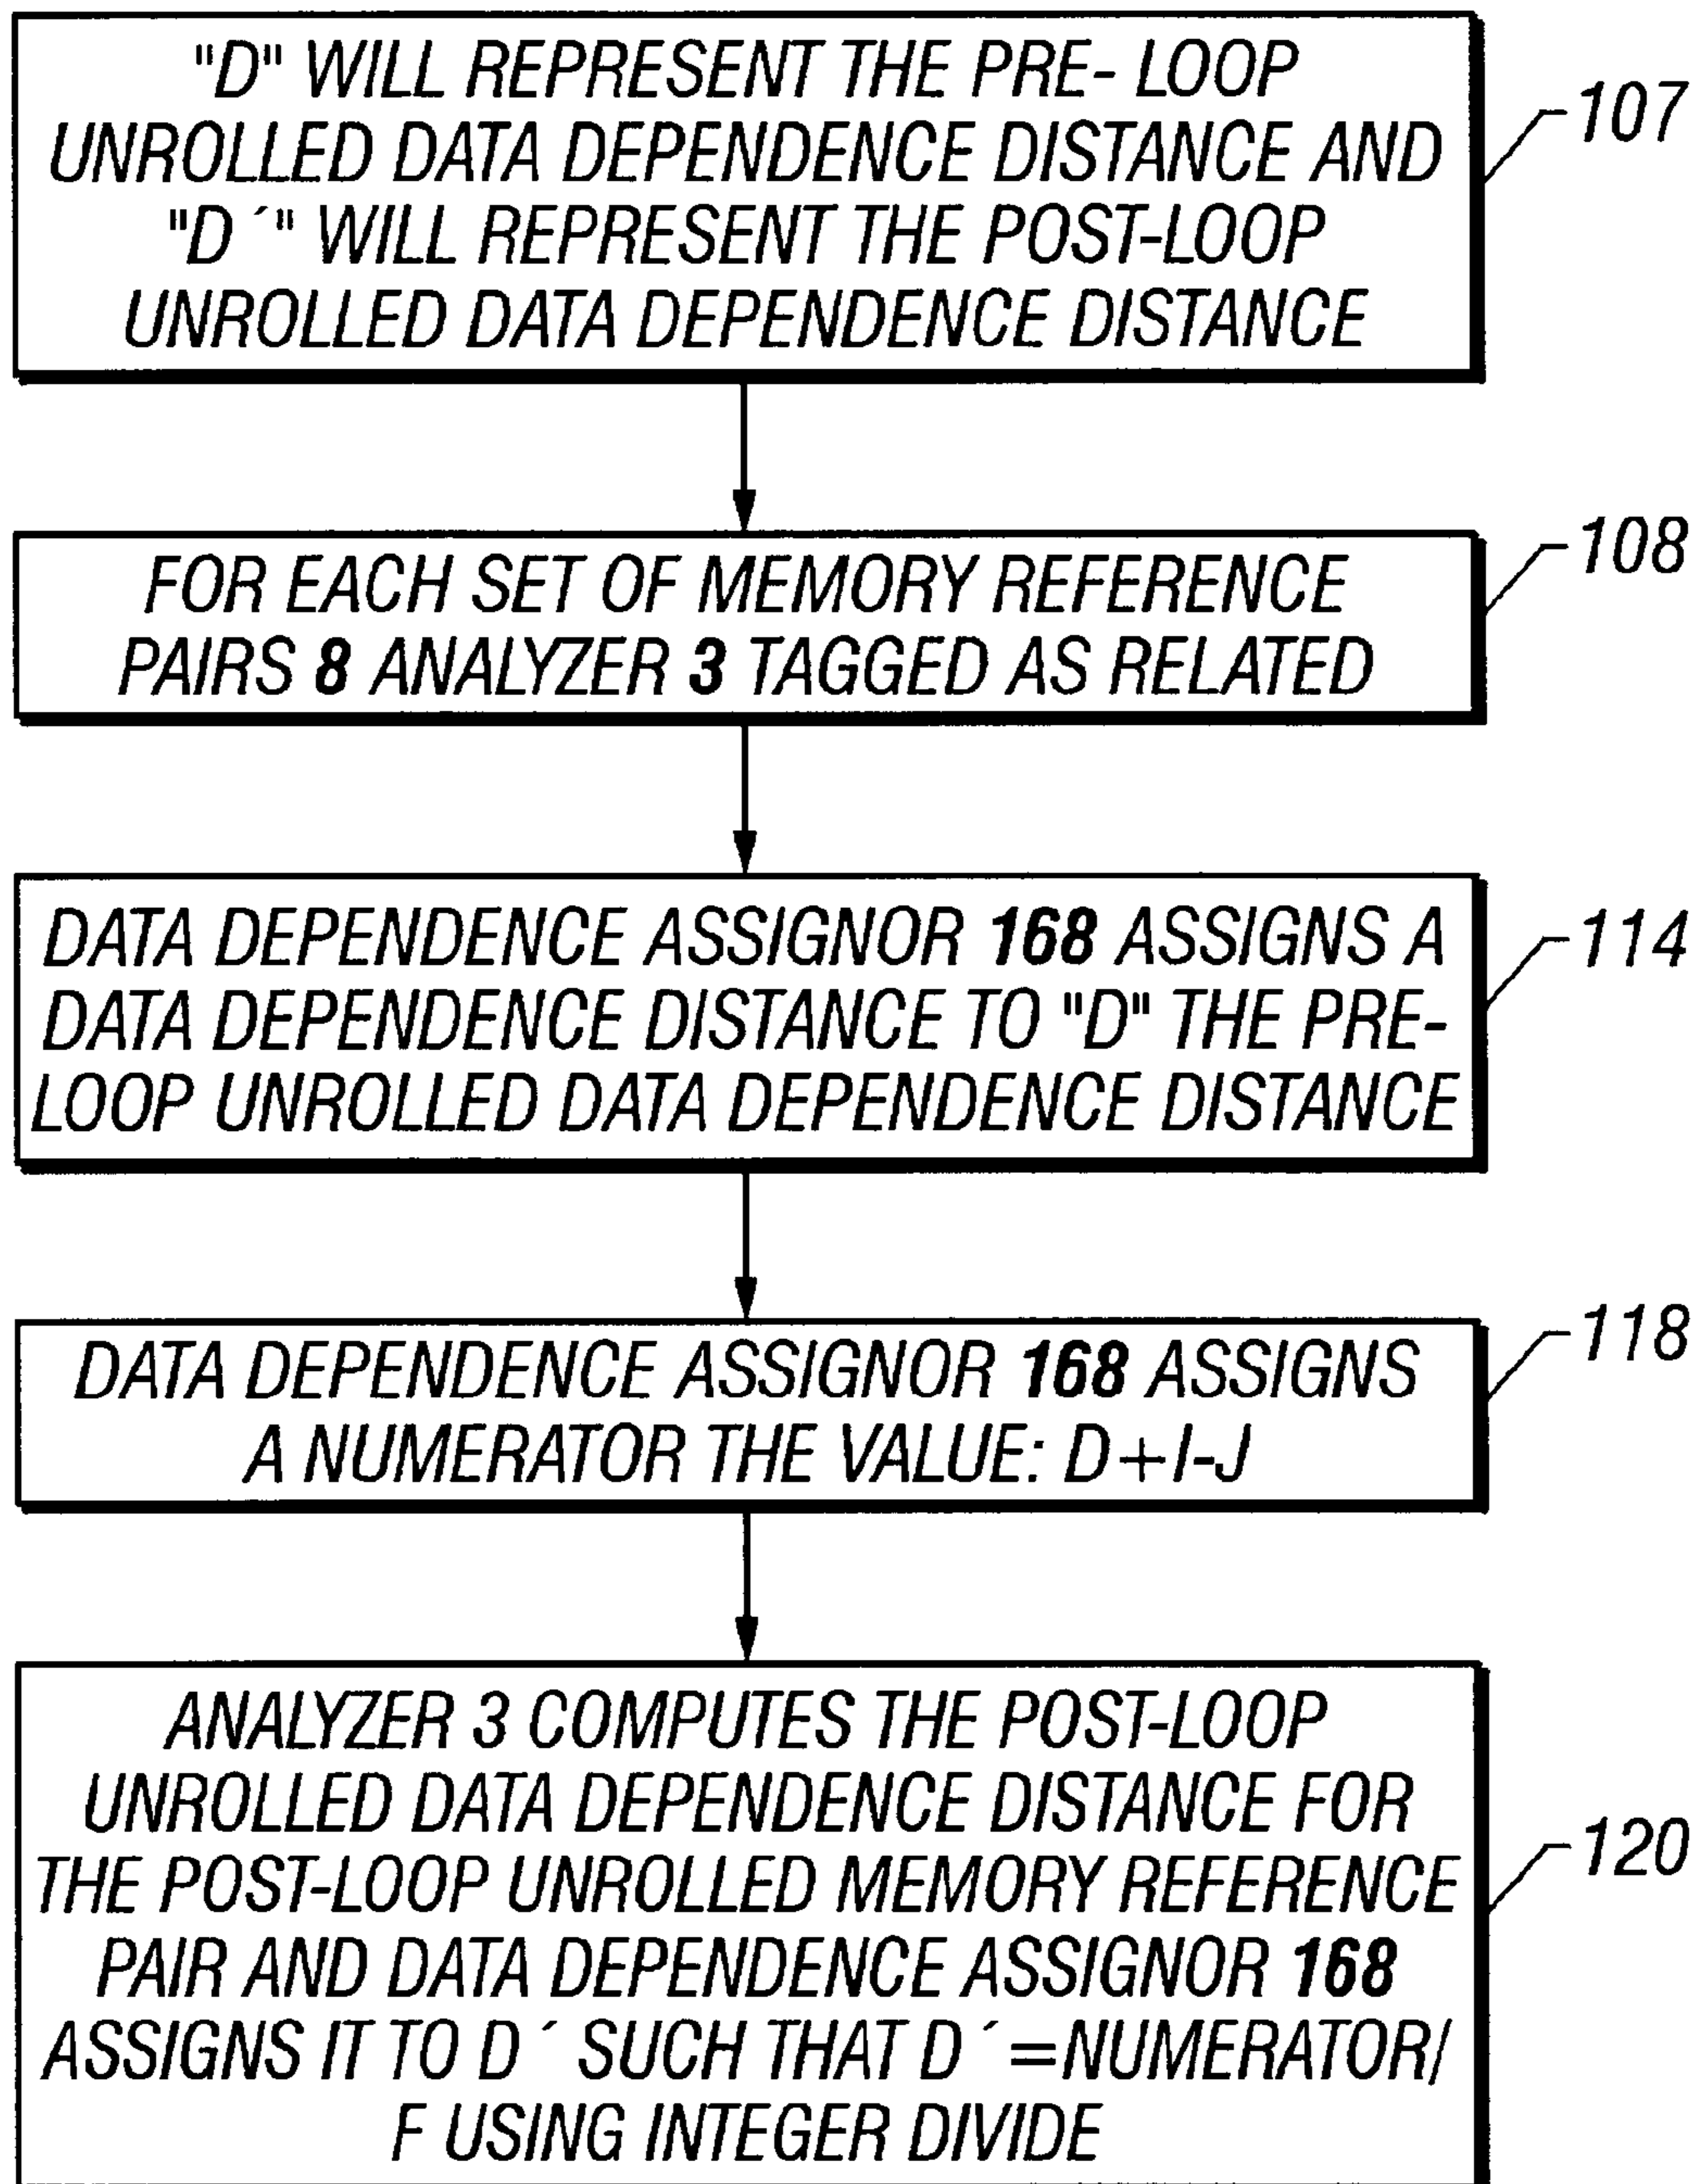 "D" WILL REPRESENT THE PRE- LOOP
UNROLLED DATA DEPENDENCE DISTANCE AND
"D ´" WILL REPRESENT THE POST-LOOP
UNROLLED DATA DEPENDENCE DISTANCE
107
FOR EACH SET OF MEMORY REFERENCE
PAIRS 8 ANALYZER 3 TAGGED AS RELATED
108
DATA DEPENDENCE ASSIGNOR 168 ASSIGNS A
DATA DEPENDENCE DISTANCE TO "D" THE PRE-
LOOP UNROLLED DATA DEPENDENCE DISTANCE
114
DATA DEPENDENCE ASSIGNOR 168 ASSIGNS
A NUMERATOR THE VALUE: D+I-J
118
ANALYZER 3 COMPUTES THE POST-LOOP
UNROLLED DATA DEPENDENCE DISTANCE FOR
THE POST-LOOP UNROLLED MEMORY REFERENCE
PAIR AND DATA DEPENDENCE ASSIGNOR 168
ASSIGNS IT TO D ´ SUCH THAT D ´ =NUMERATOR/
F USING INTEGER DIVIDE
120